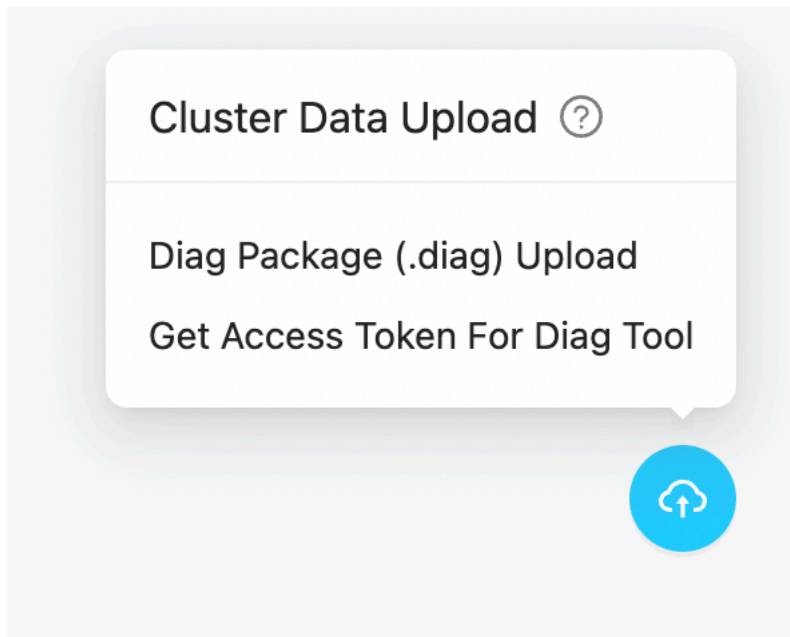 Cluster Data Upload ?
Diag Package (.diag) Upload
Get Access Token For Diag Tool